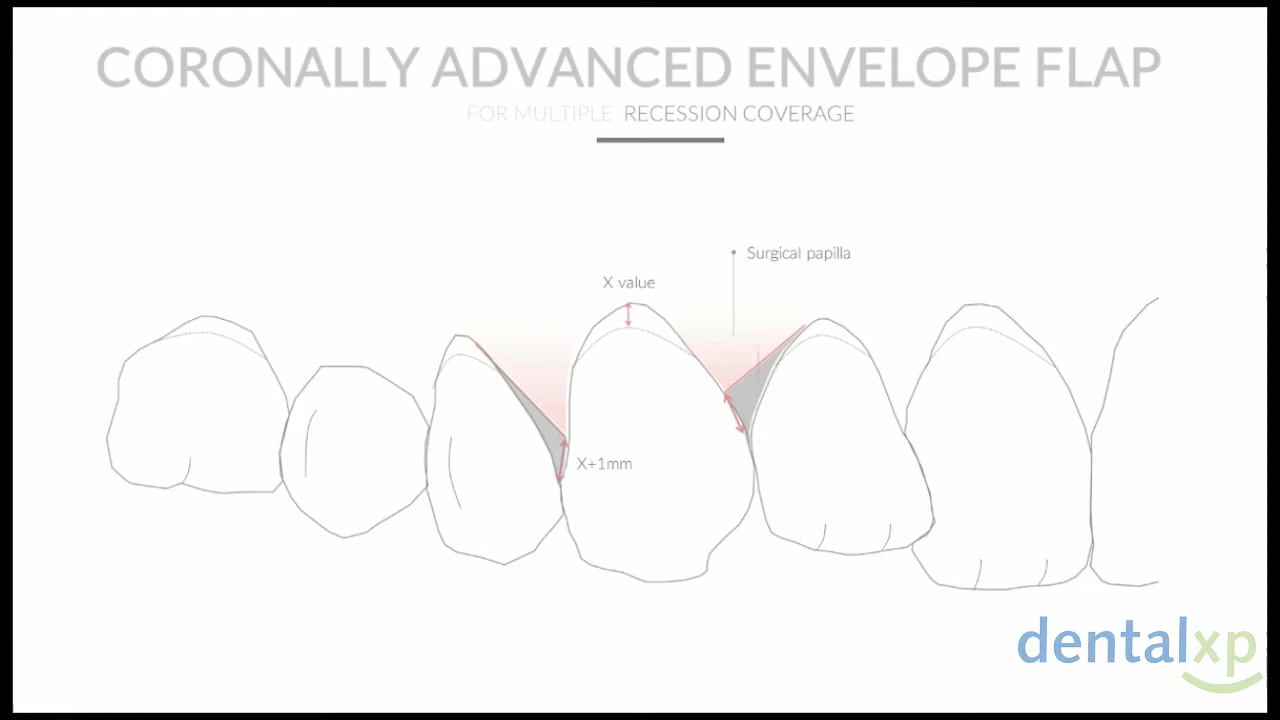 CORONALLY ADVANCED ENVELOPE FLAP
FOR MULTIPLE RECESSION COVERAGE
Surgical papilla
X value
X+1mm
dentalxp